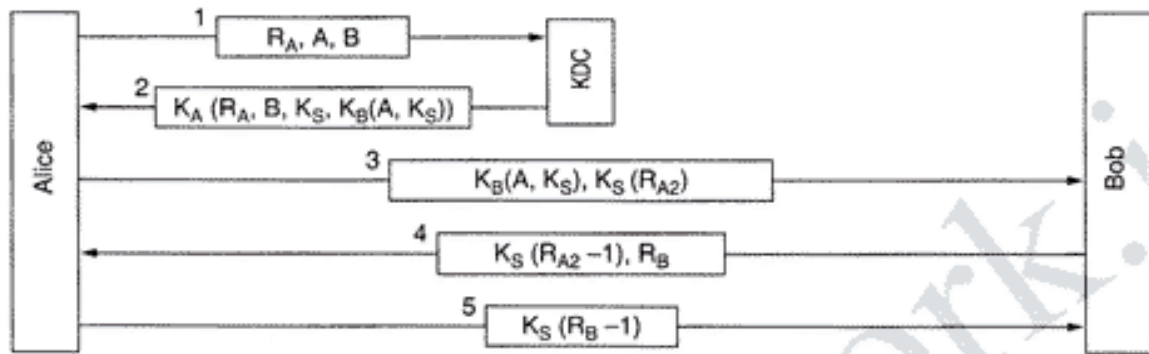 1
R_A, A, B
KDC
2
K_A (R_A, B, K_S, K_B(A, K_S))
Alice
3
K_B(A, K_S), K_S (R_A2)
Bob
4
K_S (R_A2 –1), R_B
5
K_S (R_B –1)